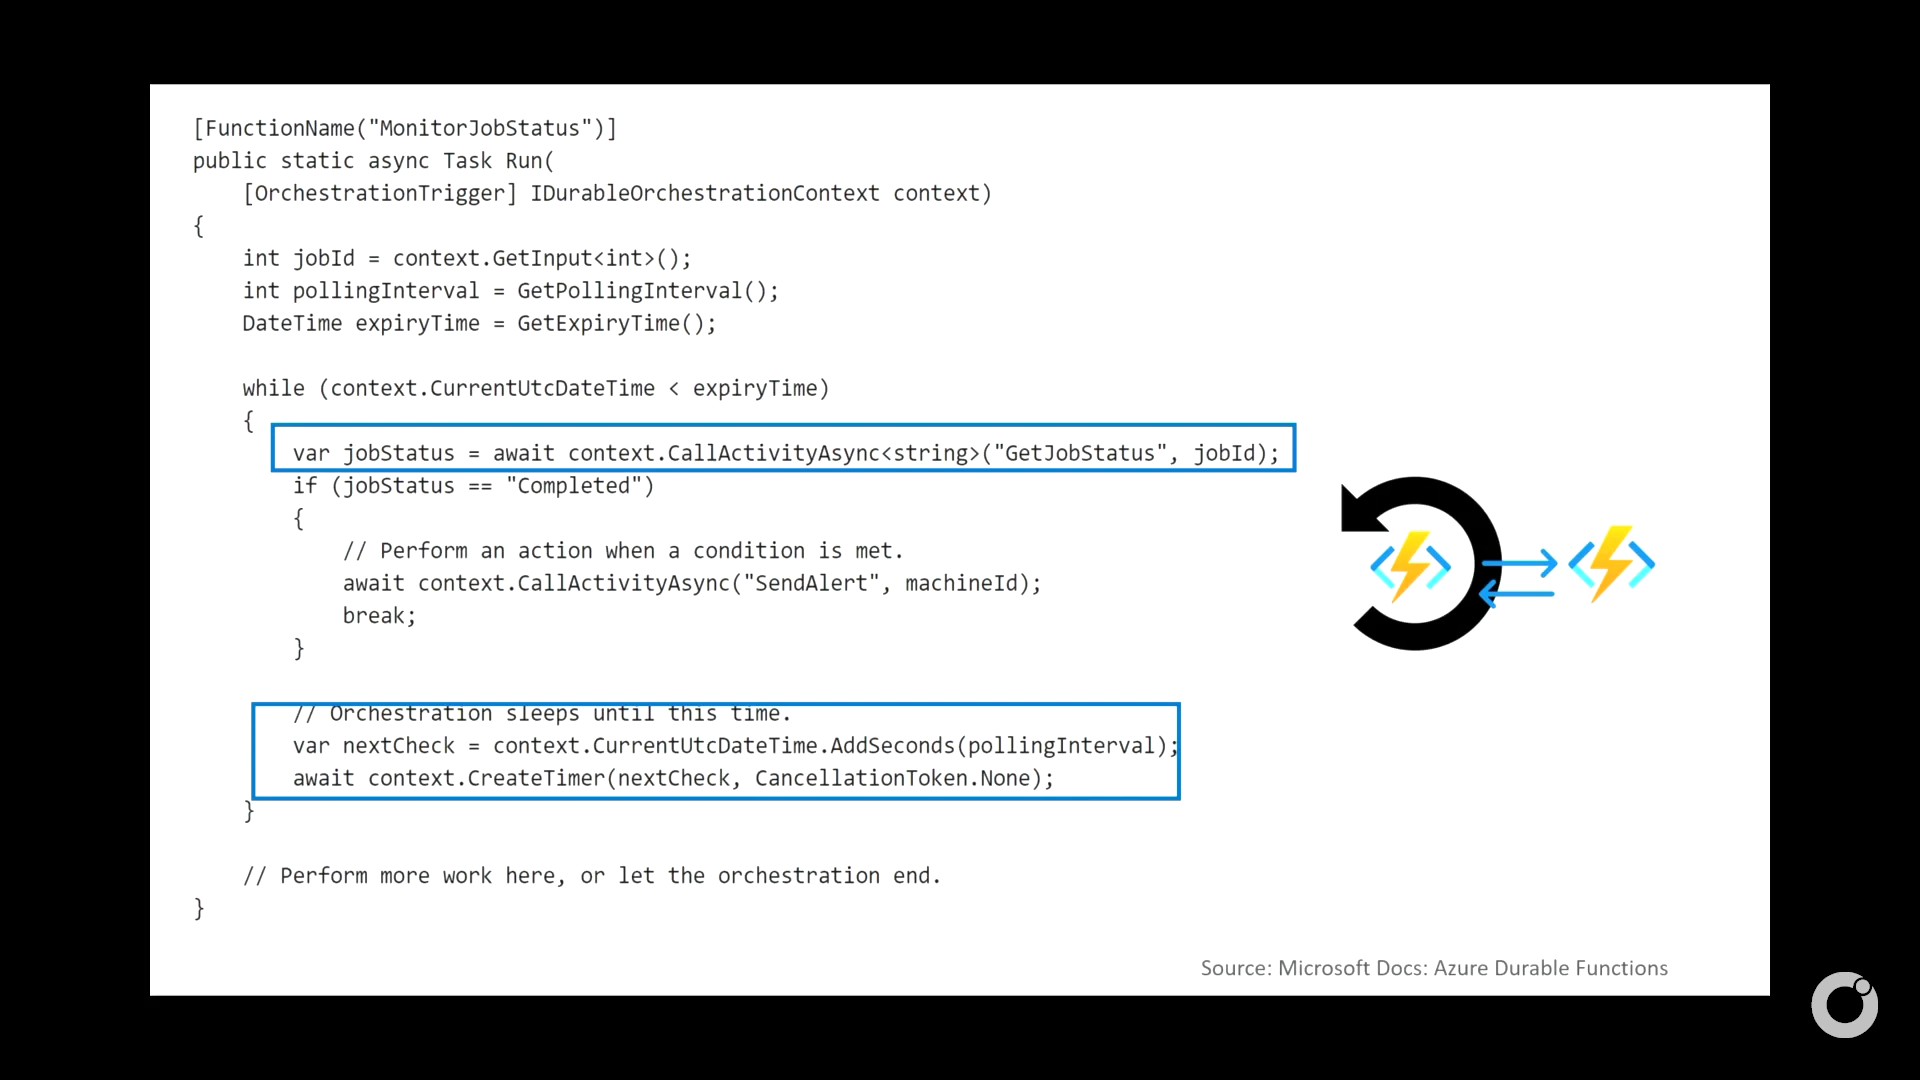 [FunctionName("MonitorJobStatus")]
public static async Task Run(
    [OrchestrationTrigger] IDurableOrchestrationContext context)
{
    int jobId = context.GetInput<int>();
    int pollingInterval = GetPollingInterval();
    DateTime expiryTime = GetExpiryTime();

    while (context.CurrentUtcDateTime < expiryTime)
    {
        var jobStatus = await context.CallActivityAsync<string>("GetJobStatus", jobId);
        if (jobStatus == "Completed")
        {
            // Perform an action when a condition is met.
            await context.CallActivityAsync("SendAlert", machineId);
            break;
        }

        // Orchestration sleeps until this time.
        var nextCheck = context.CurrentUtcDateTime.AddSeconds(pollingInterval);
        await context.CreateTimer(nextCheck, CancellationToken.None);
    }

    // Perform more work here, or let the orchestration end.
}
Source: Microsoft Docs: Azure Durable Functions